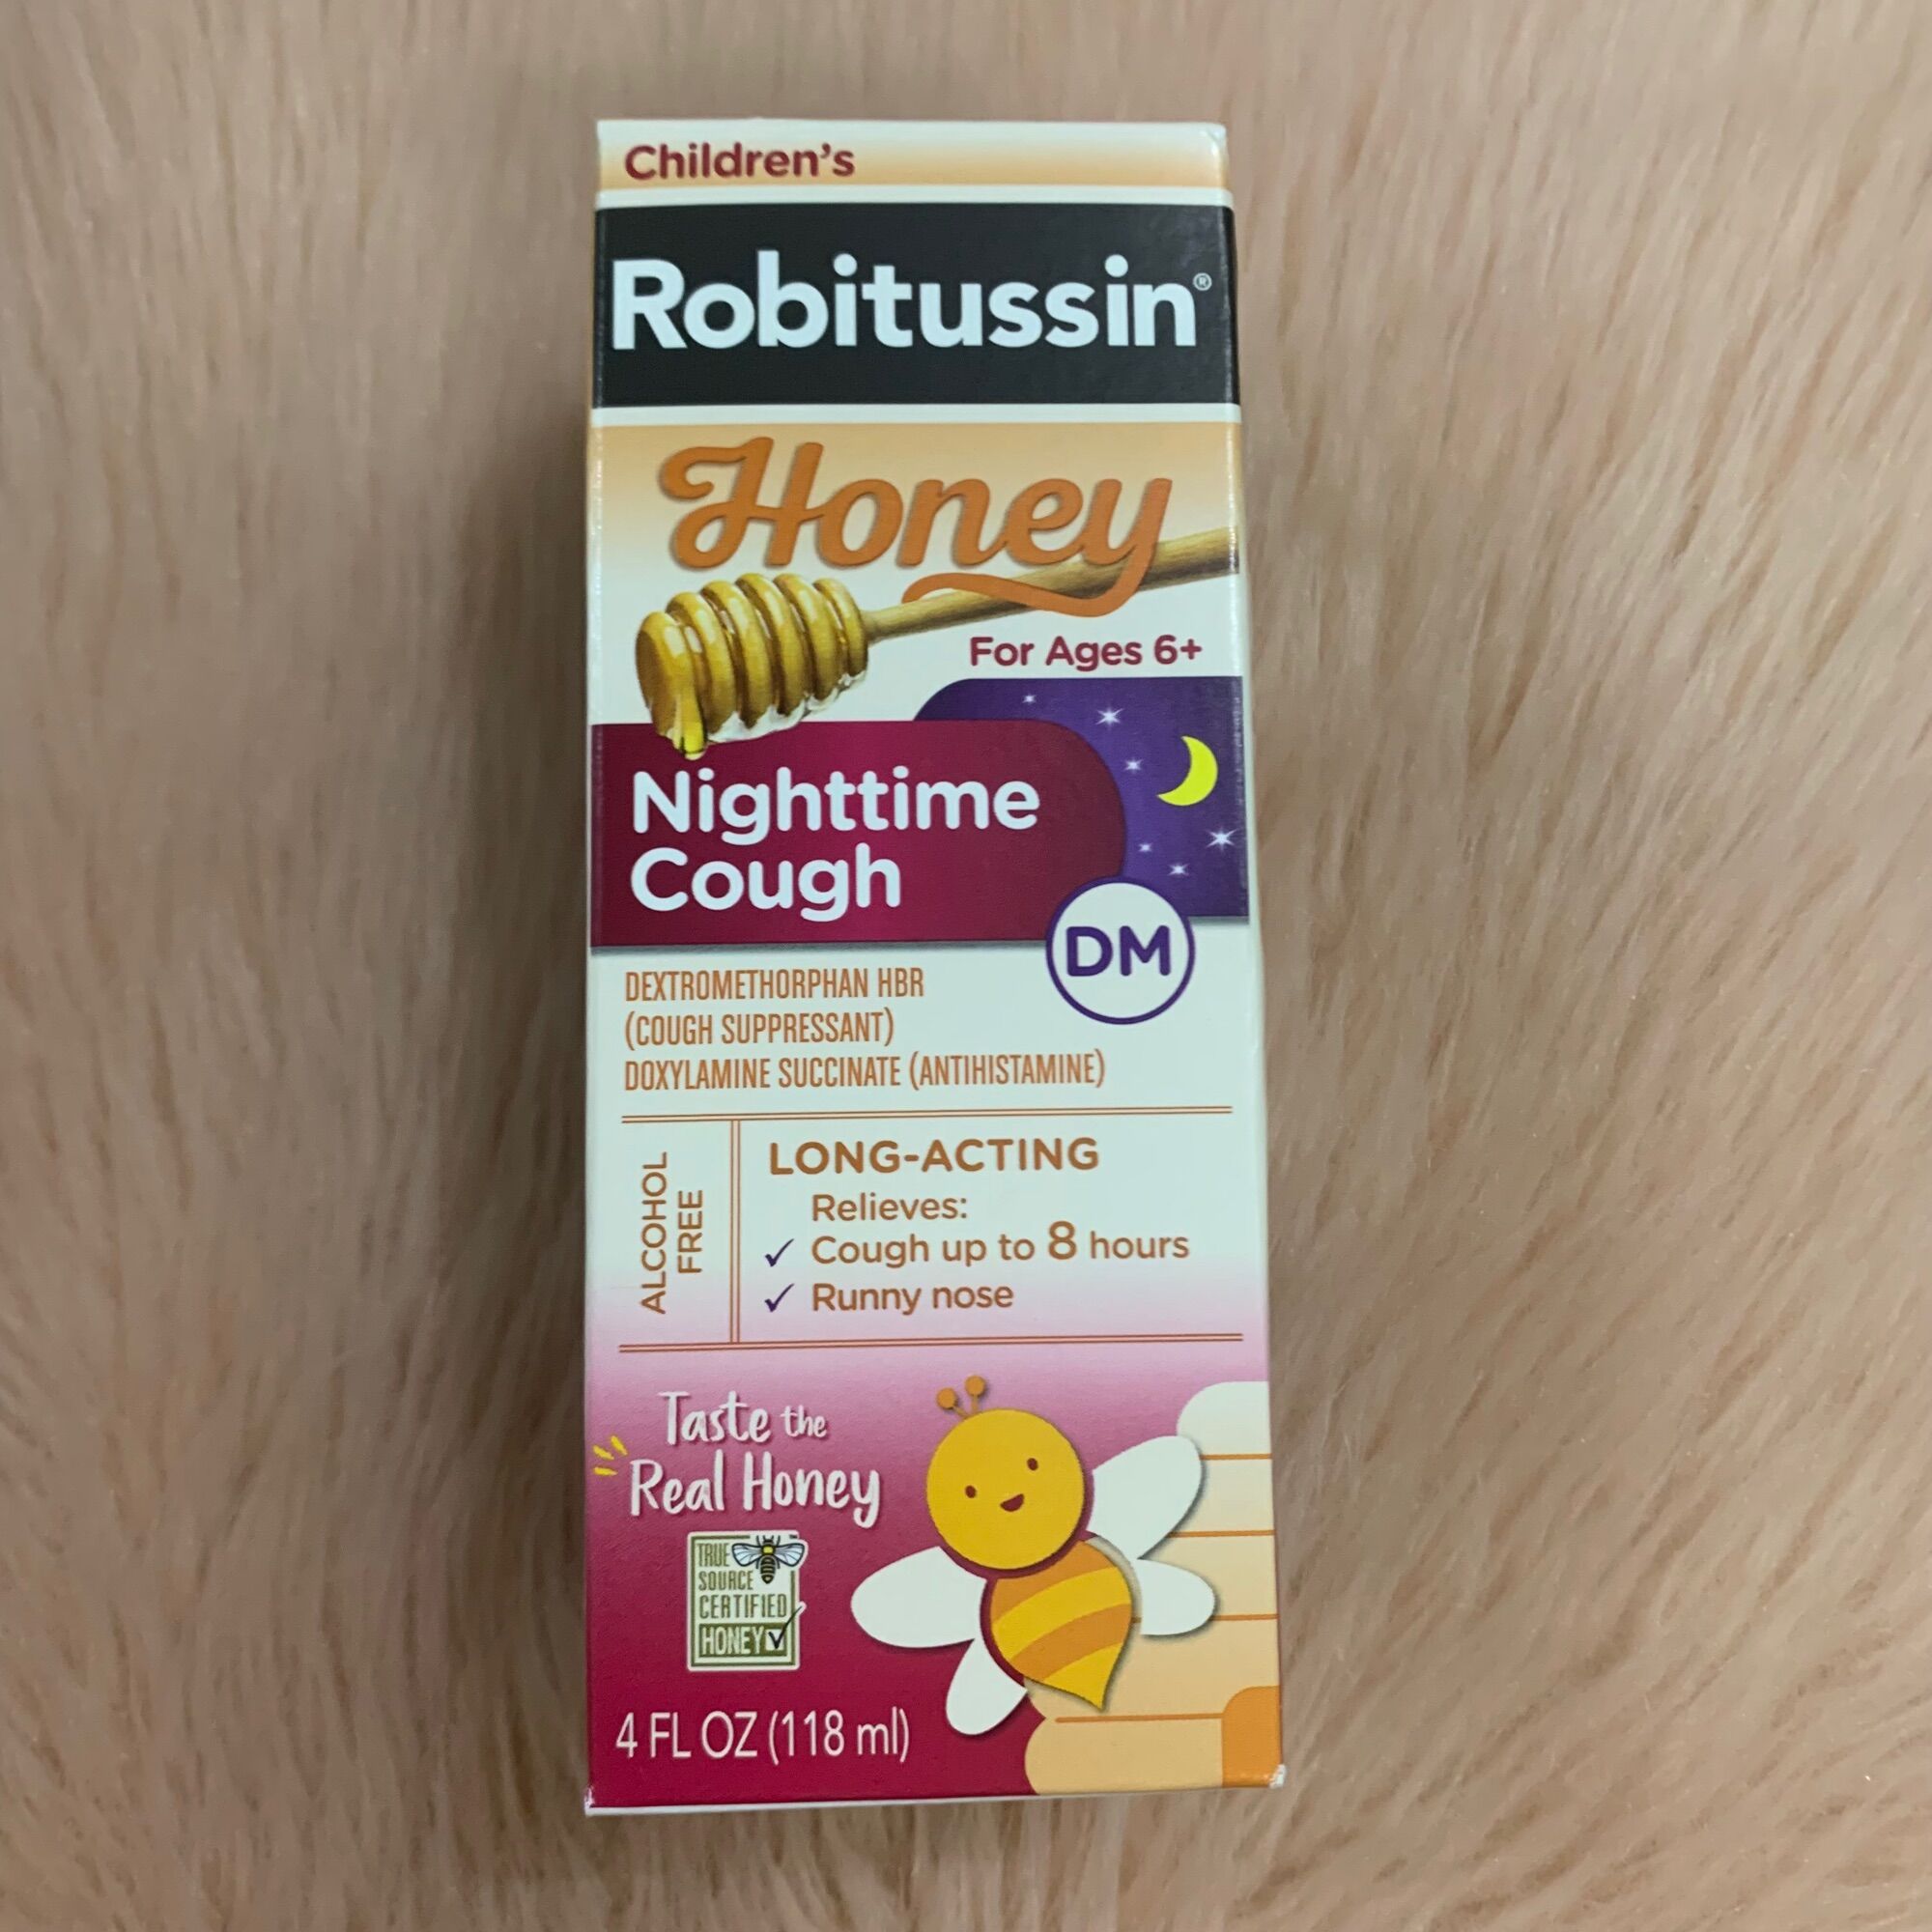 Children's
Robitussin®
Honey
For Ages 6+
Nighttime
Cough
DM
DEXTROMETHORPHAN HBR
(COUGH SUPPRESSANT)
DOXYLAMINE SUCCINATE (ANTIHISTAMINE)
ALCOHOL
FREE
LONG-ACTING
Relieves:
✓ Cough up to 8 hours
✓ Runny nose
Taste the
Real Honey
TRUE
SOURCE
CERTIFIED
HONEY
4 FL OZ (118 ml)